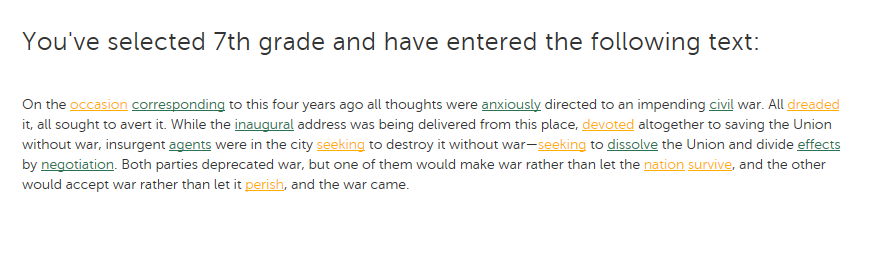 You've selected 7th grade and have entered the following text:
On the occasion corresponding to this four years ago all thoughts were anxiously directed to an impending civil war. All dreaded
it, all sought to avert it. While the inaugural address was being delivered from this place, devoted altogether to saving the Union
without war, insurgent agents were in the city seeking to destroy it without war—seeking to dissolve the Union and divide effects
by negotiation. Both parties deprecated war, but one of them would make war rather than let the nation survive, and the other
would accept war rather than let it perish, and the war came.